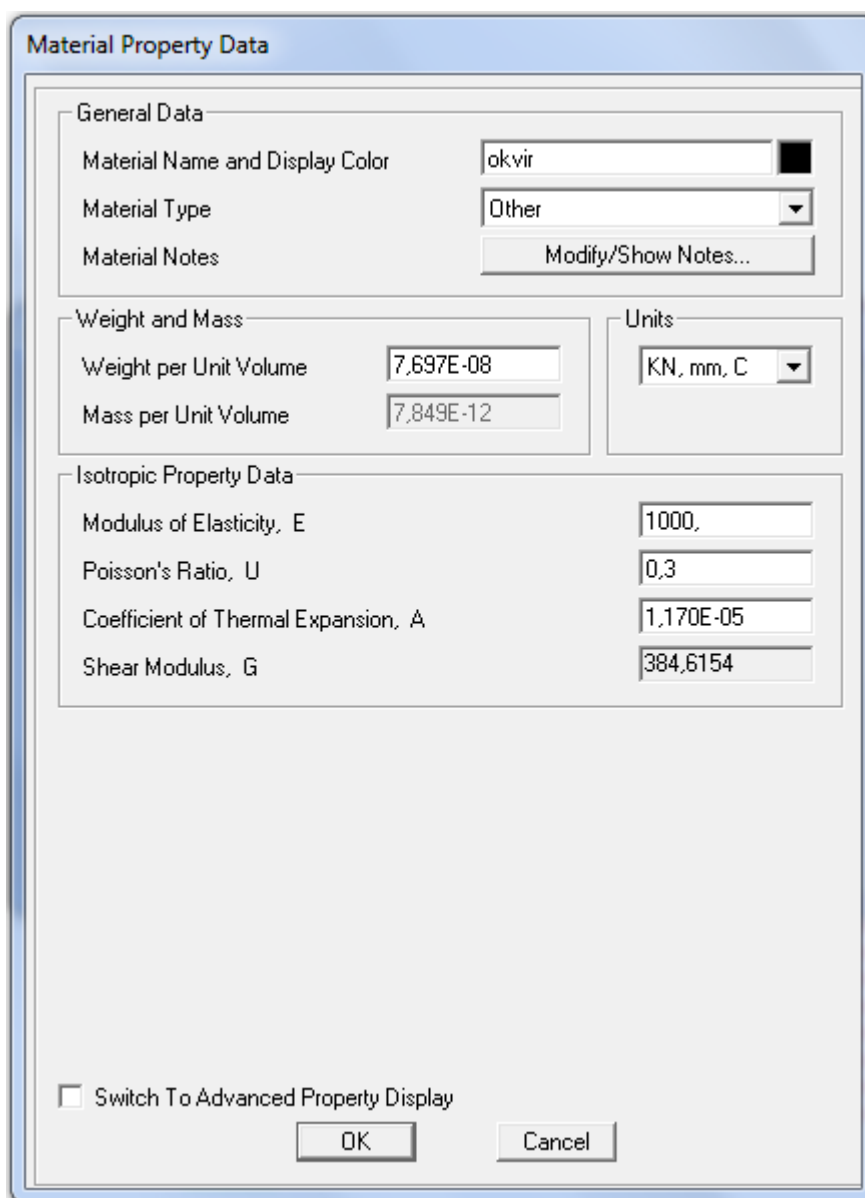 Material Property Data
General Data
Material Name and Display Color okvir
Material Type Other
Material Notes Modify/Show Notes...
Weight and Mass
Weight per Unit Volume 7,697E-08
Mass per Unit Volume 7,849E-12
Units
KN, mm, C
Isotropic Property Data
Modulus of Elasticity, E 1000,
Poisson's Ratio, U 0,3
Coefficient of Thermal Expansion, A 1,170E-05
Shear Modulus, G 384,6154
Switch To Advanced Property Display
OK Cancel